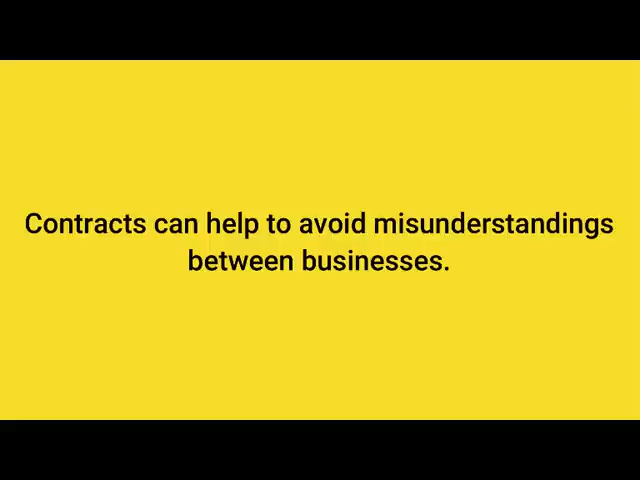 Contracts can help to avoid misunderstandings
between businesses.